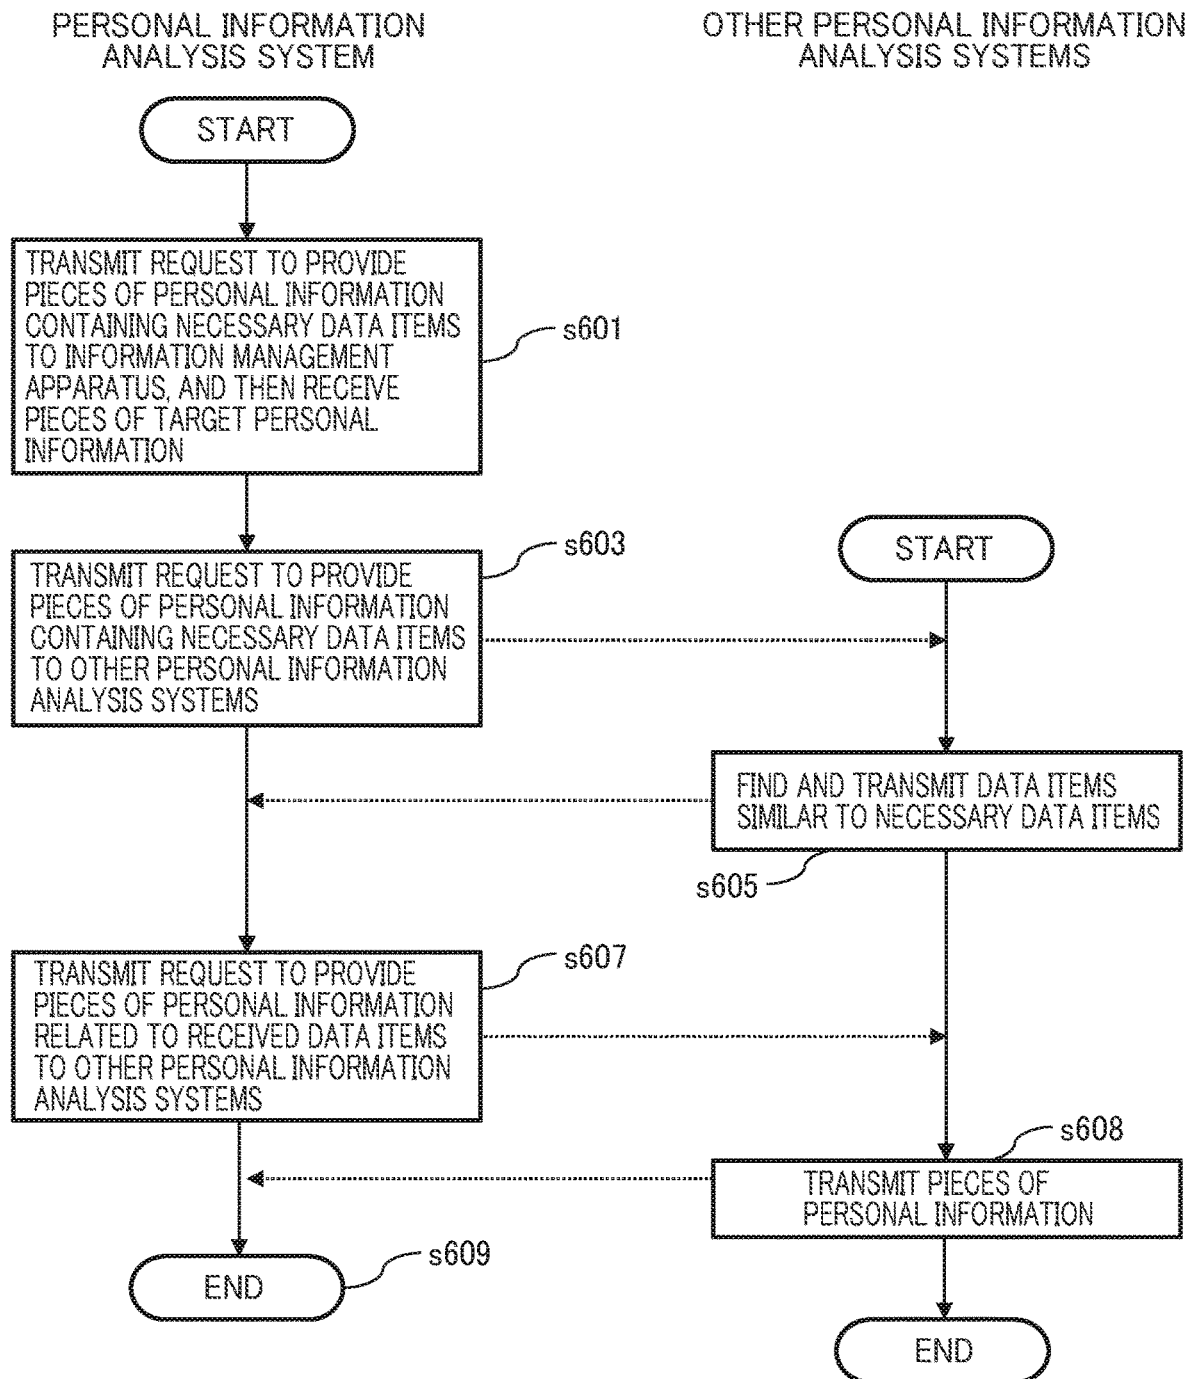 PERSONAL INFORMATION
ANALYSIS SYSTEM
OTHER PERSONAL INFORMATION
ANALYSIS SYSTEMS
START
TRANSMIT REQUEST TO PROVIDE
PIECES OF PERSONAL INFORMATION
CONTAINING NECESSARY DATA ITEMS
TO INFORMATION MANAGEMENT
APPARATUS, AND THEN RECEIVE
PIECES OF TARGET PERSONAL
INFORMATION
s601
s603
TRANSMIT REQUEST TO PROVIDE
PIECES OF PERSONAL INFORMATION
CONTAINING NECESSARY DATA ITEMS
TO OTHER PERSONAL INFORMATION
ANALYSIS SYSTEMS
START
FIND AND TRANSMIT DATA ITEMS
SIMILAR TO NECESSARY DATA ITEMS
s605
s607
TRANSMIT REQUEST TO PROVIDE
PIECES OF PERSONAL INFORMATION
RELATED TO RECEIVED DATA ITEMS
TO OTHER PERSONAL INFORMATION
ANALYSIS SYSTEMS
s608
TRANSMIT PIECES OF
PERSONAL INFORMATION
END
s609
END